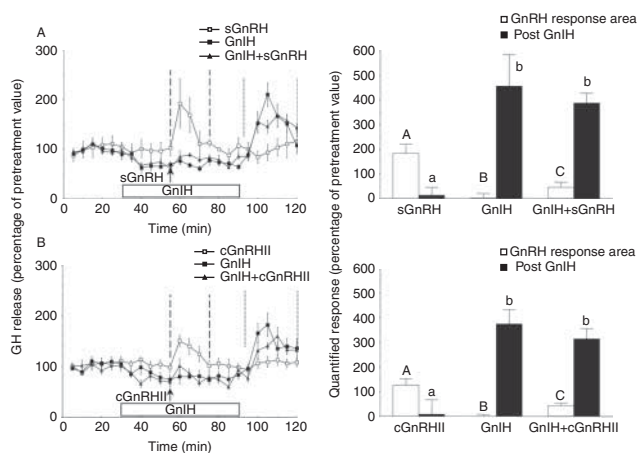 A
sGnRH
GnIH
GnIH+sGnRH
300
200
100
0
sGnRH
GnIH
0 20 40 60 80 100 120
Time (min)
GnRH response area
Post GnIH
600
500
400
300
200
100
0
A
a
B
b
C
b
sGnRH GnIH GnIH+sGnRH
B
cGnRHII
GnIH
GnIH+cGnRHII
300
200
100
0
cGnRHII
GnIH
0 20 40 60 80 100 120
Time (min)
GH release (percentage of pretreatment value)
GnRH response area
Post GnIH
600
500
400
300
200
100
0
A
a
B
b
C
b
cGnRHII GnIH GnIH+cGnRHII
Quantified response (percentage of pretreatment value)